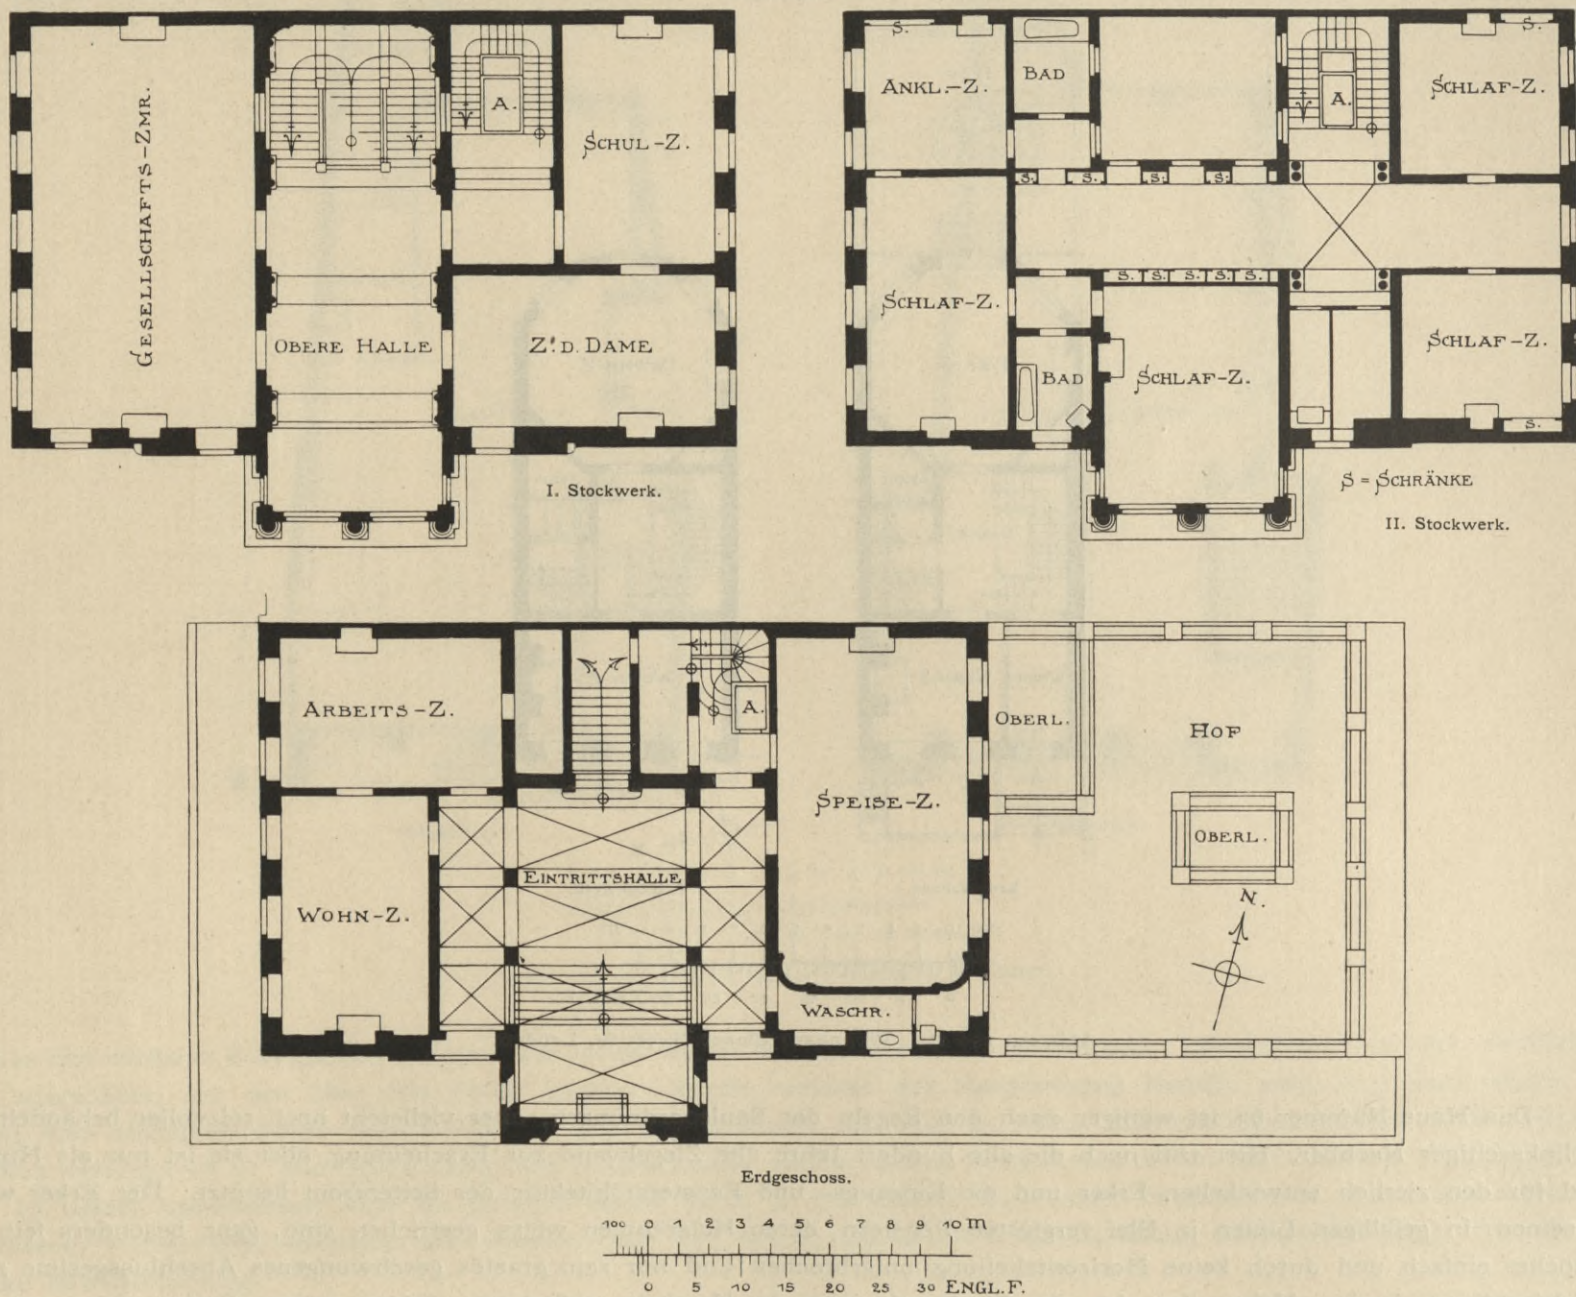 GESELLSCHAFTS-ZMR.
OBERE HALLE
A.
SCHUL-Z.
Z. D. DAME
I. Stockwerk.
S.
ANKL.-Z.
BAD
A.
S.
SCHLAF-Z.
S. S. S. S.
SCHLAF-Z.
S. S. S. S. S.
BAD
SCHLAF-Z.
SCHLAF-Z.
S.
S = SCHRÄNKE
II. Stockwerk.
ARBEITS-Z.
A.
OBERL.
HOF
SPEISE-Z.
OBERL.
EINTRITTSHALLE
WOHN-Z.
N.
WASCHR.
Erdgeschoss.
100 0 1 2 3 4 5 6 7 8 9 10 M
0 5 10 15 20 25 30 ENGL. F.